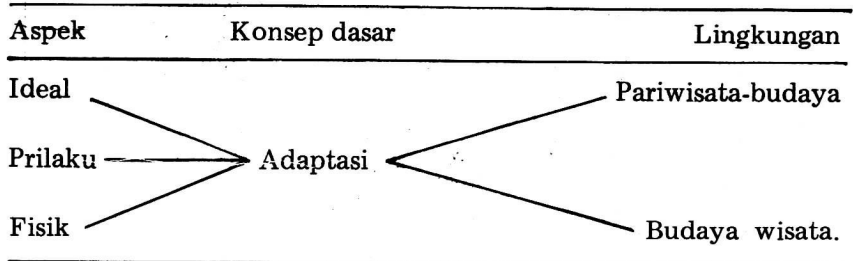 Aspek Konsep dasar Lingkungan
Ideal Pariwisata-budaya
Prilaku Adaptasi
Fisik Budaya wisata.